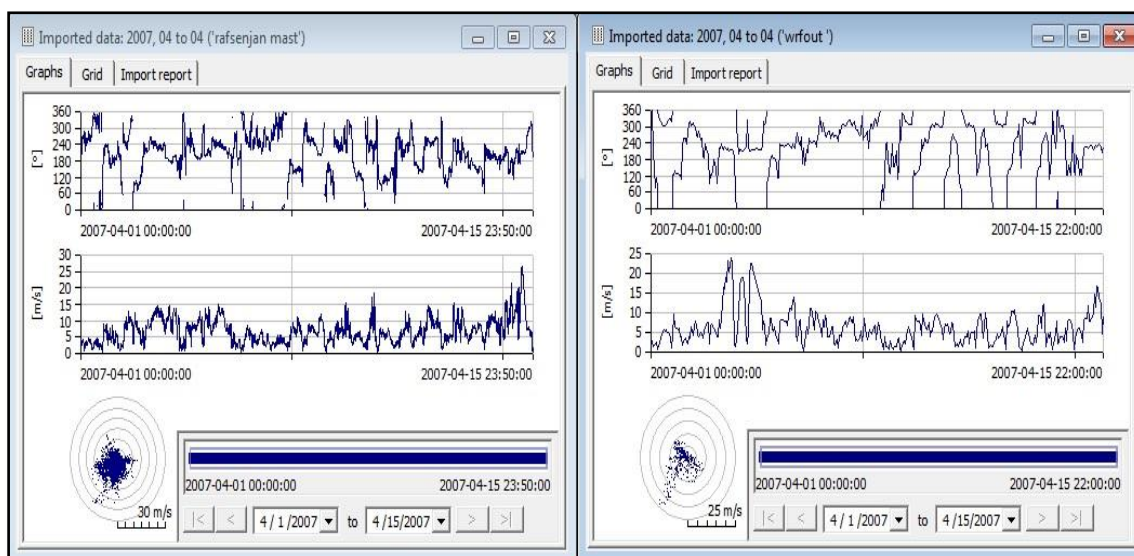 Imported data: 2007, 04 to 04 ('rafsenjan mast')
Graphs Grid Import report
360
300
240
180
120
60
0
[°]
2007-04-01 00:00:00 2007-04-15 23:50:00
30
25
20
15
10
5
0
[m/s]
2007-04-01 00:00:00 2007-04-15 23:50:00
30 m/s
2007-04-01 00:00:00 2007-04-15 23:50:00
|< < 4 / 1 /2007 to 4 /15/2007 > >|
Imported data: 2007, 04 to 04 ('wrfout ')
Graphs Grid Import report
360
300
240
180
120
60
0
[°]
2007-04-01 00:00:00 2007-04-15 22:00:00
25
20
15
10
5
0
[m/s]
2007-04-01 00:00:00 2007-04-15 22:00:00
25 m/s
2007-04-01 00:00:00 2007-04-15 22:00:00
|< < 4 / 1 /2007 to 4 /15/2007 > >|